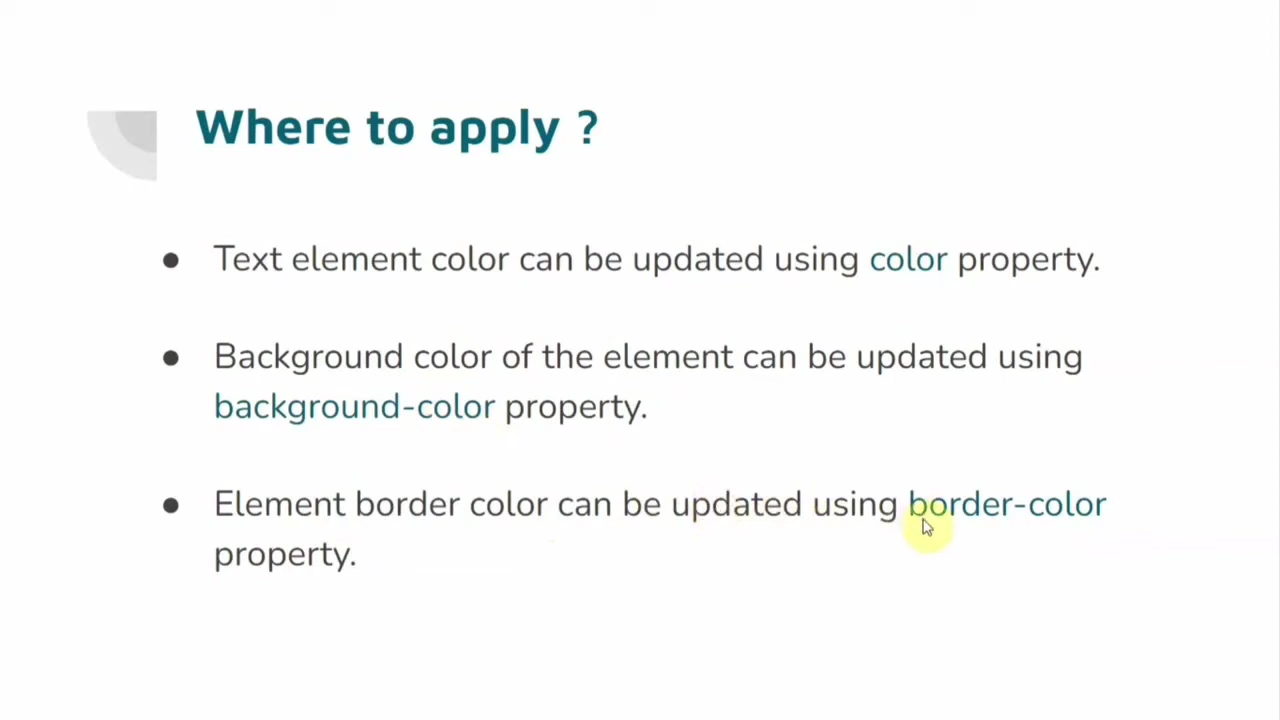 Where to apply ?
● Text element color can be updated using color property.
● Background color of the element can be updated using
background-color property.
● Element border color can be updated using border-color
property.